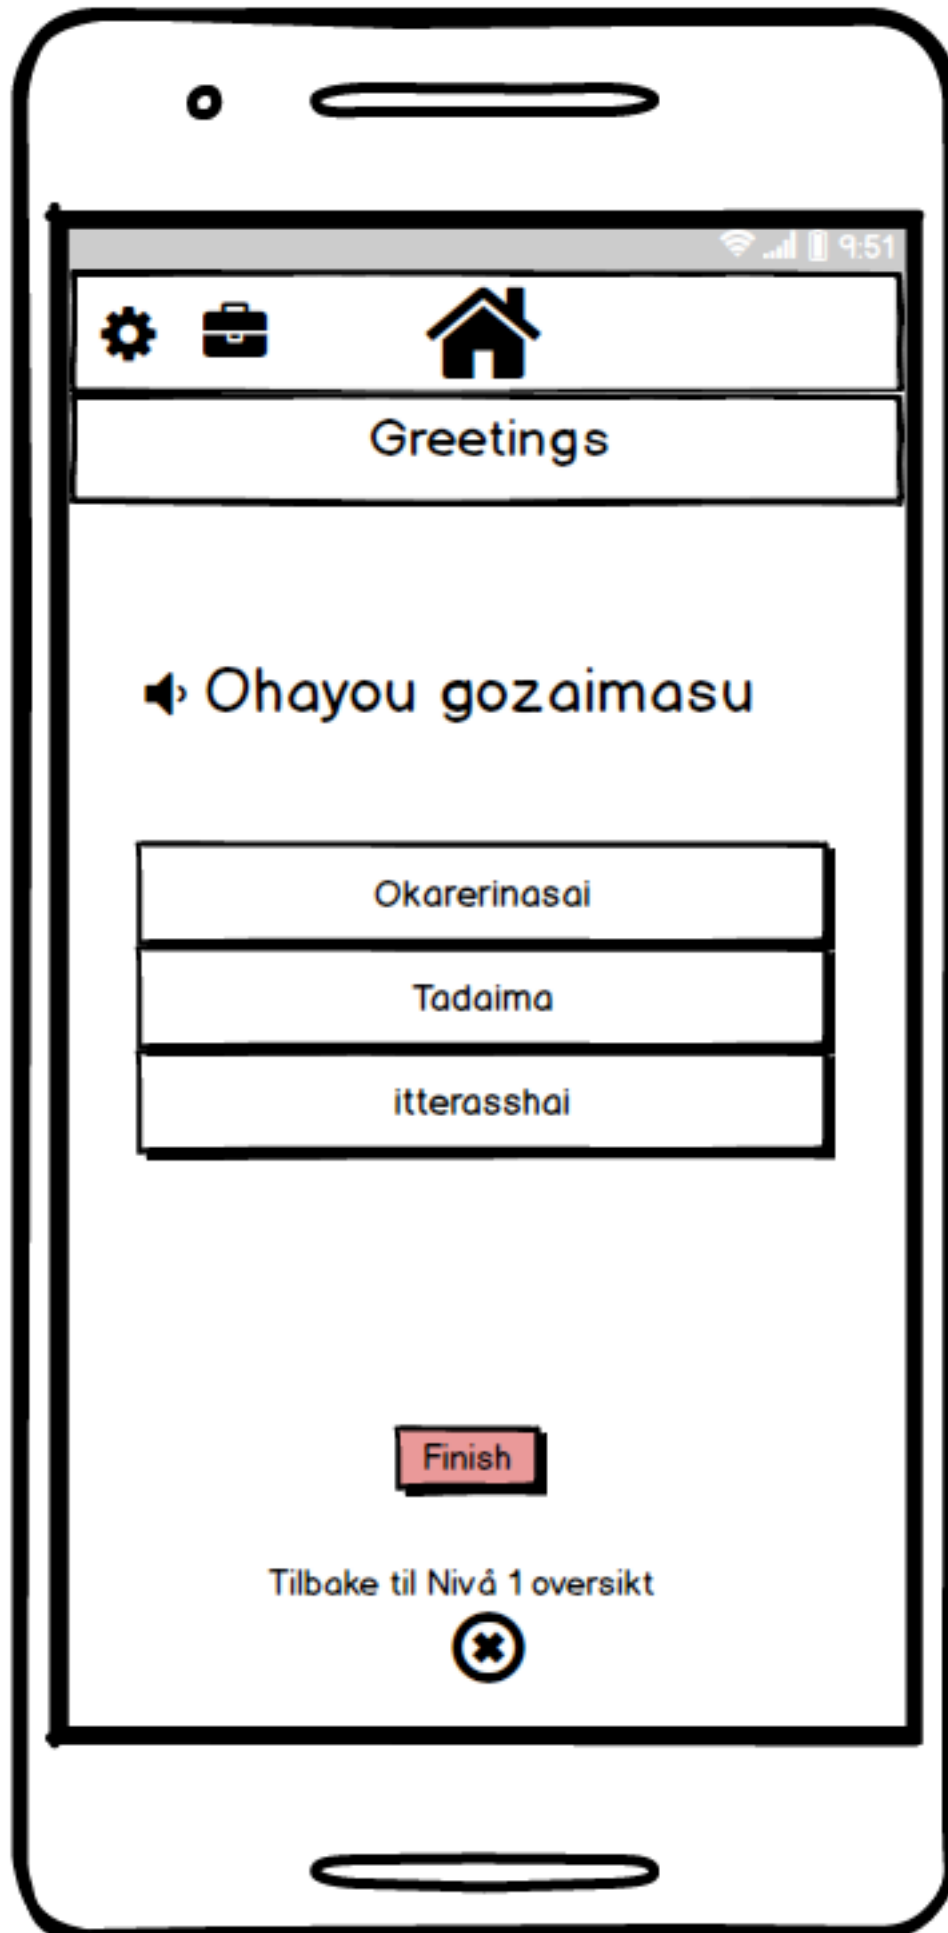 9:51
Greetings
Ohayou gozaimasu
Okarerinasai
Tadaima
itterasshai
Finish
Tilbake til Nivå 1 oversikt